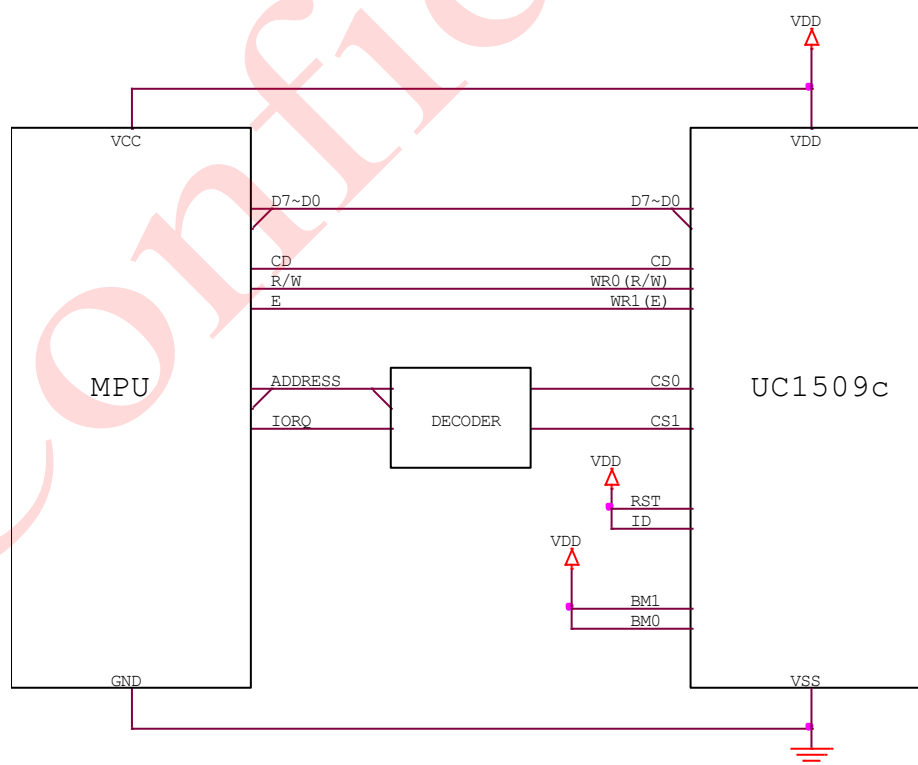 Confide
VDD
VCC
VDD
D7~D0 D7~D0
CD CD
R/W WR0(R/W)
E WR1(E)
MPU
ADDRESS
DECODER
CS0
UC1509c
IORQ
CS1
VDD
RST
ID
VDD
BM1
BM0
GND
VSS